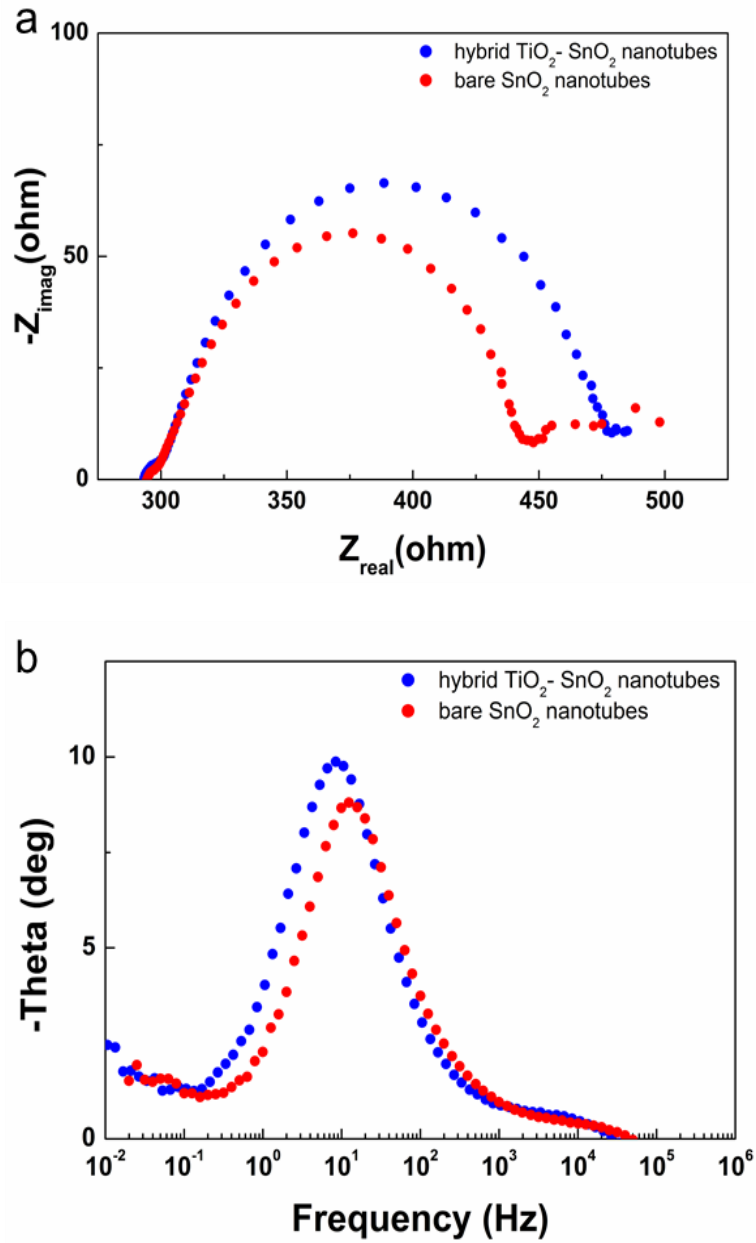 a
100
hybrid TiO₂- SnO₂ nanotubes
bare SnO₂ nanotubes
-Z_imag(ohm)
50
0
300 350 400 450 500
Z_real(ohm)
b
hybrid TiO₂- SnO₂ nanotubes
bare SnO₂ nanotubes
10
-Theta (deg)
5
0
10⁻² 10⁻¹ 10⁰ 10¹ 10² 10³ 10⁴ 10⁵ 10⁶
Frequency (Hz)